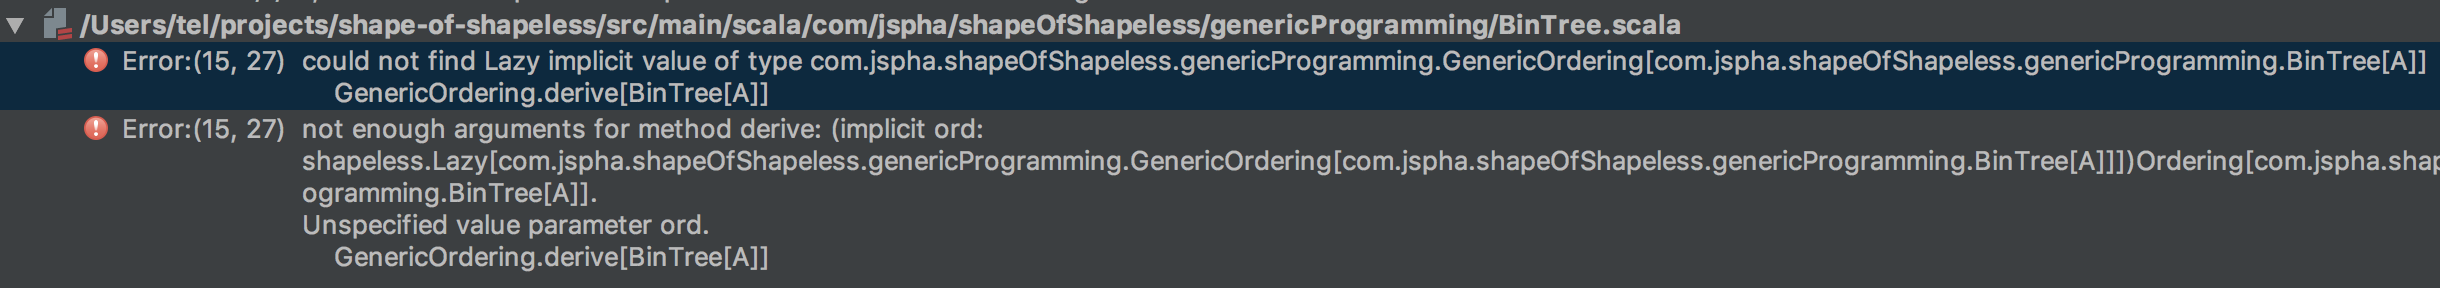 /Users/tel/projects/shape-of-shapeless/src/main/scala/com/jspha/shapeOfShapeless/genericProgramming/BinTree.scala
Error:(15, 27) could not find Lazy implicit value of type com.jspha.shapeOfShapeless.genericProgramming.GenericOrdering[com.jspha.shapeOfShapeless.genericProgramming.BinTree[A]]
GenericOrdering.derive[BinTree[A]]
Error:(15, 27) not enough arguments for method derive: (implicit ord:
shapeless.Lazy[com.jspha.shapeOfShapeless.genericProgramming.GenericOrdering[com.jspha.shapeOfShapeless.genericProgramming.BinTree[A]]])Ordering[com.jspha.shap
ogramming.BinTree[A]].
Unspecified value parameter ord.
GenericOrdering.derive[BinTree[A]]